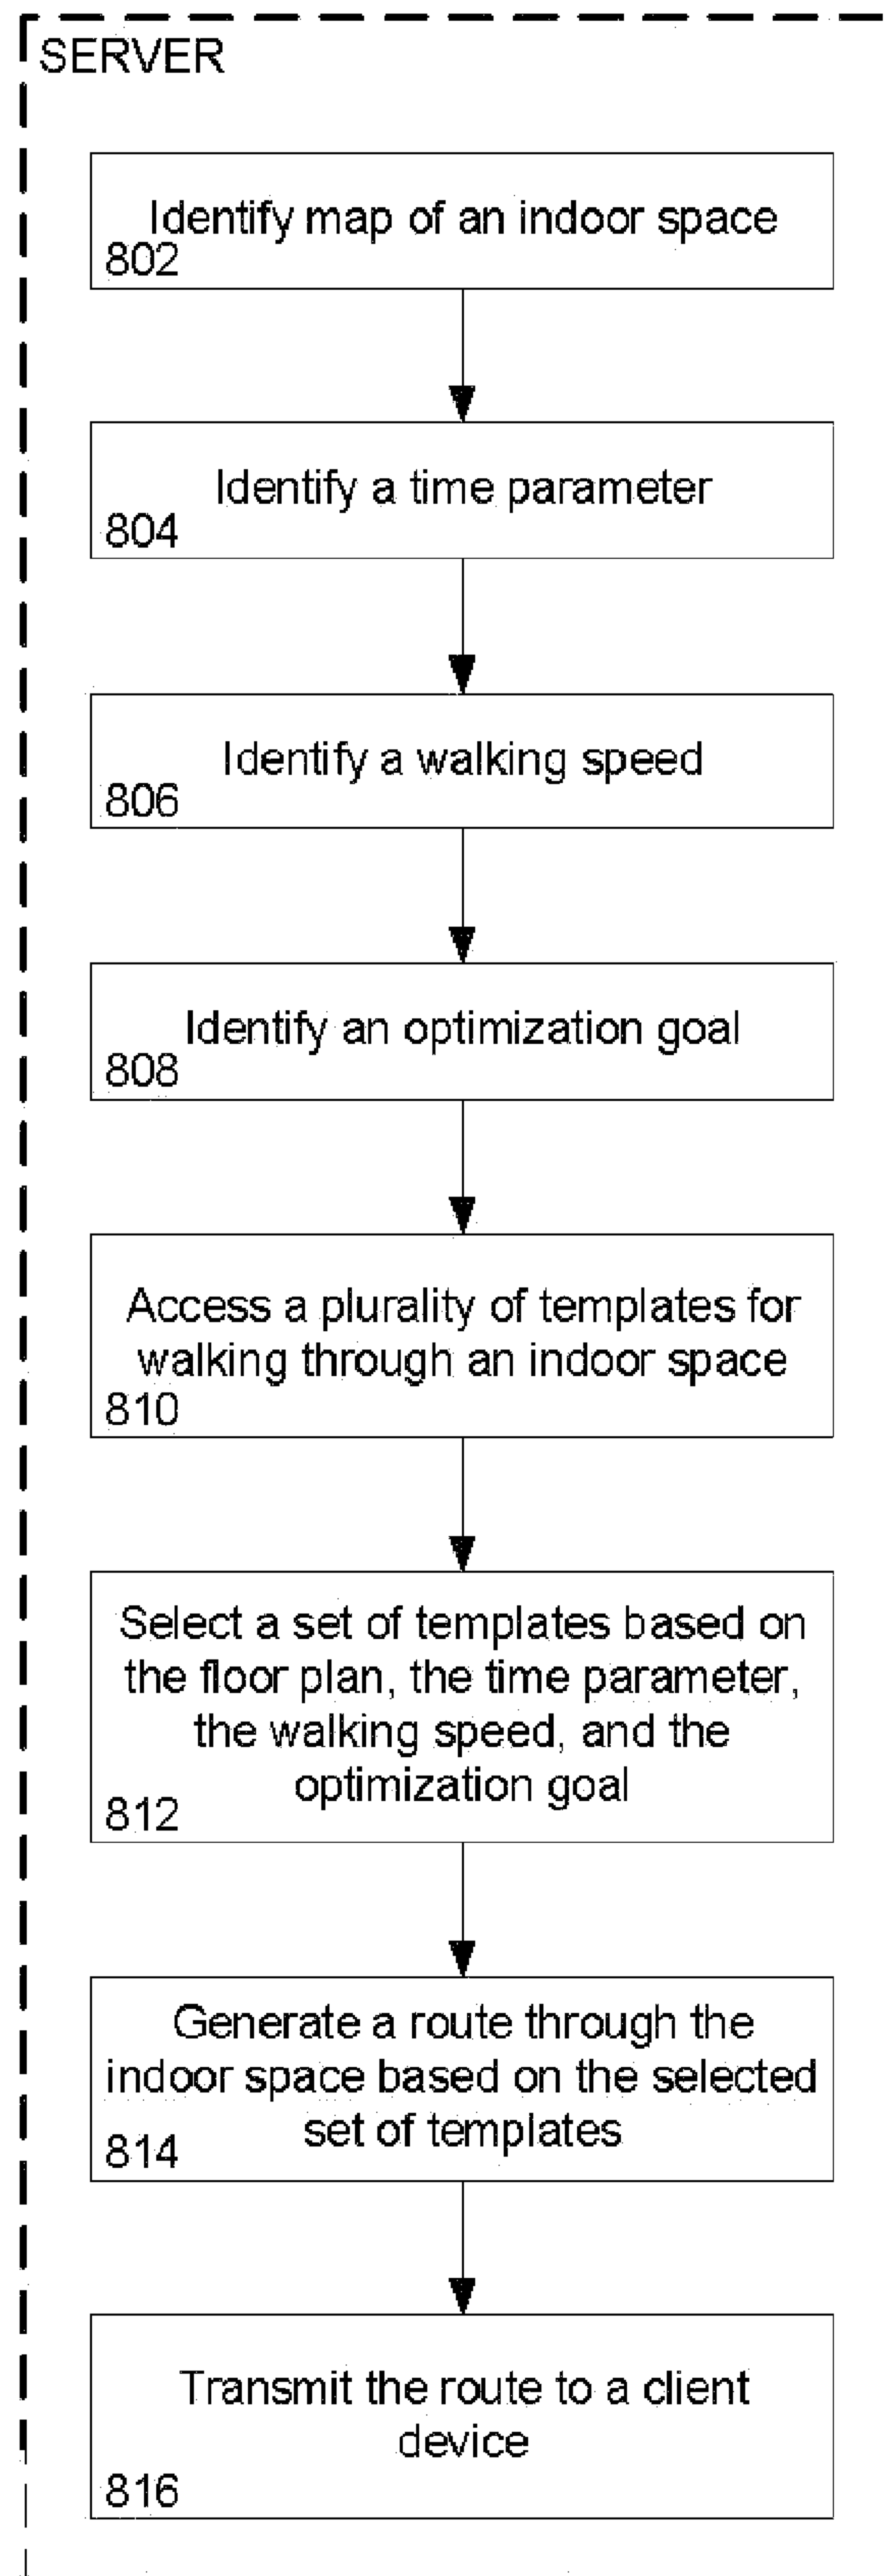 SERVER
Identify map of an indoor space
802
Identify a time parameter
804
Identify a walking speed
806
Identify an optimization goal
808
Access a plurality of templates for
walking through an indoor space
810
Select a set of templates based on
the floor plan, the time parameter,
the walking speed, and the
optimization goal
812
Generate a route through the
indoor space based on the selected
set of templates
814
Transmit the route to a client
device
816